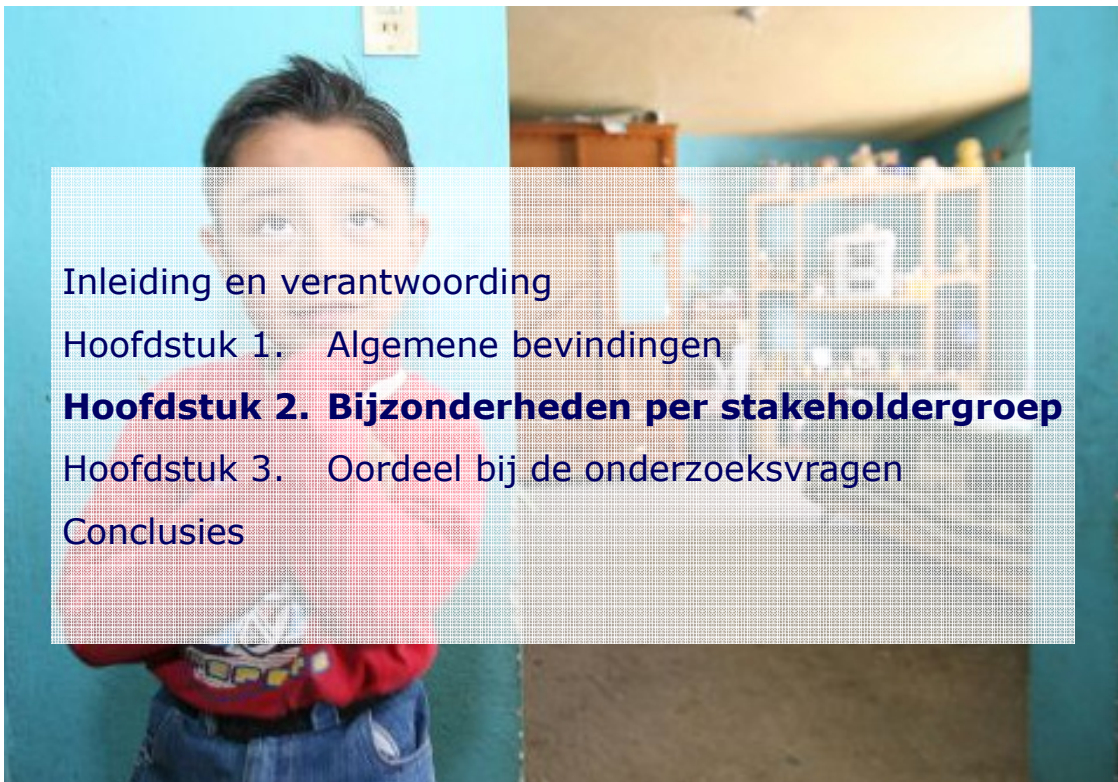 Inleiding en verantwoording
Hoofdstuk 1. Algemene bevindingen
Hoofdstuk 2. Bijzonderheden per stakeholdergroep
Hoofdstuk 3. Oordeel bij de onderzoeksvragen
Conclusies